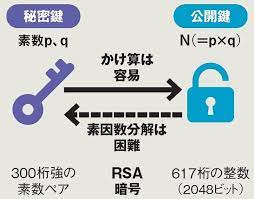 秘密鍵
公開鍵
素数p、q
N(=p×q)
かけ算は
容易
素因数分解は
困難
300桁強の
素数ペア
RSA
暗号
617桁の整数
(2048ビット)